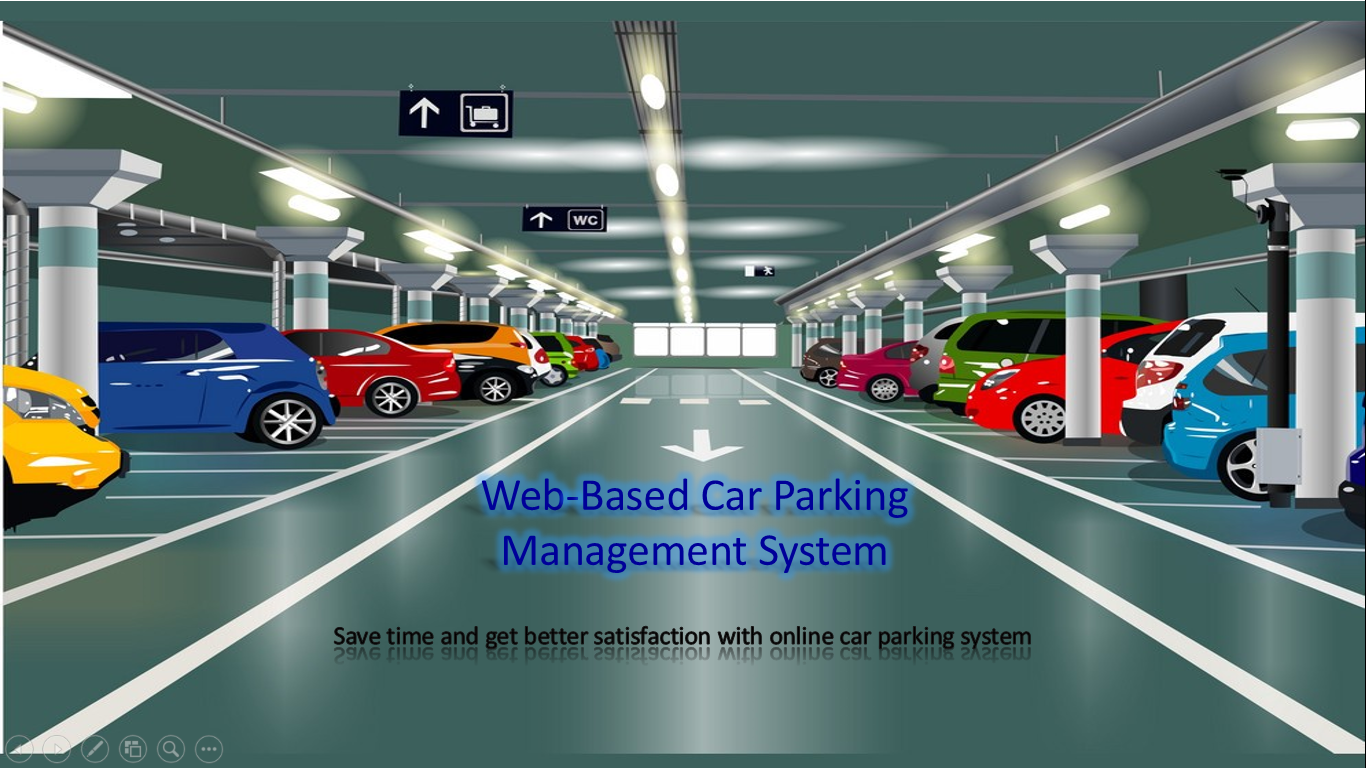 WC
Web-Based Car Parking
Management System
Save time and get better satisfaction with online car parking system